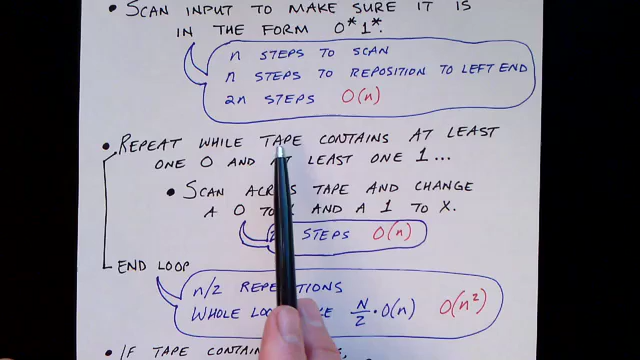 • SCAN INPUT TO MAKE SURE IT IS
IN THE FORM 0*1*.
n STEPS TO SCAN
n STEPS TO REPOSITION TO LEFT END
2n STEPS O(n)
• REPEAT WHILE TAPE CONTAINS AT LEAST
ONE 0 AND AT LEAST ONE 1...
• SCAN ACROSS TAPE AND CHANGE
A 0 TO X AND A 1 TO X.
STEPS O(n)
END LOOP
n/2 REPETITIONS
WHOLE LOOP N/2 · O(n) O(n²)
• IF TAPE